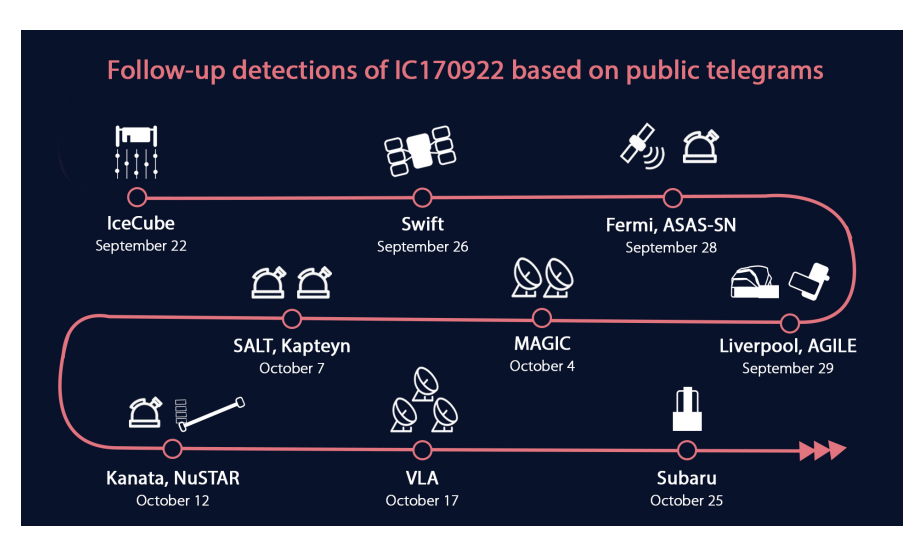 Follow-up detections of IC170922 based on public telegrams
IceCube
September 22
Swift
September 26
Fermi, ASAS-SN
September 28
Liverpool, AGILE
September 29
MAGIC
October 4
SALT, Kapteyn
October 7
Kanata, NuSTAR
October 12
VLA
October 17
Subaru
October 25